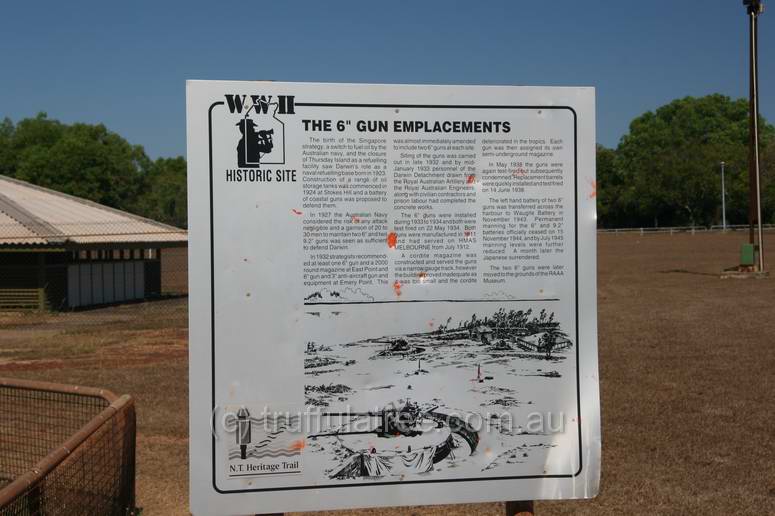 WWII
HISTORIC SITE
THE 6" GUN EMPLACEMENTS
The birth of the Singapore
strategy, a switch to fuel oil by the
Australian navy, and the closure
of Thursday Island as a refuelling
facility saw Darwin's role as a
naval refuelling base born in 1923.
Construction of a range of oil
storage tanks was commenced in
1924 at Stokes Hill and a battery
of coastal guns was proposed to
defend them.
In 1927 the Australian Navy
considered the risk of any attack
negligible and a garrison of 20 to
30 men to maintain two 6" and two
9.2" guns was seen as sufficient
to defend Darwin.
In 1932 strategists recommend-
ed at least one 6" gun and a 2000
round magazine at East Point and
6" gun and 3" anti-aircraft gun and
equipment at Emery Point. This
was almost immediately amended
to include two 6" guns at each site.
Siting of the guns was carried
out in late 1932 and by mid-
January 1933 personnel of the
Darwin Detachment drawn from
the Royal Australian Artillery and
the Royal Australian Engineers
along with civilian contractors and
prison labour completed the
concrete works.
The 6" guns were installed
during 1933 to 1934 and both were
test fired on 22 May 1934. Both
guns were manufactured in 1911
and had served on HMAS
MELBOURNE from July 1912.
A cordite magazine was
constructed and served the guns
via a narrow gauge track, however
the building proved inadequate as
it was too small and the cordite
deteriorated in the tropics. Each
gun was then assigned its own
semi-underground magazine.
In May 1938 the guns were
again test-fired but subsequently
condemned. Replacement barrels
were quickly installed and test fired
on 14 June 1938.
The left hand battery of two 6"
guns was transferred across the
harbour to Waugite Battery in
November 1943. Permanent
manning for the 6" and 9.2"
batteries officially ceased on 15
November 1944, and by July 1945
manning levels were further
reduced. A month later the
Japanese surrendered.
The two 6" guns were later
moved to the grounds of the RAAA
Museum.
(c) truffulatree.com.au
N.T. Heritage Trail